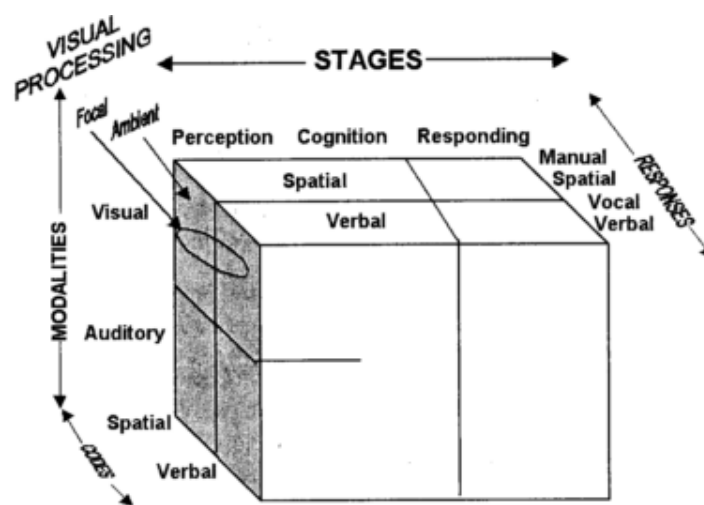 VISUAL
PROCESSING
STAGES
Focal
Ambient
Perception Cognition Responding
Manual
Spatial
Vocal
Verbal
RESPONSES
Spatial
Verbal
Visual
MODALITIES
Auditory
Spatial
Verbal
CODES